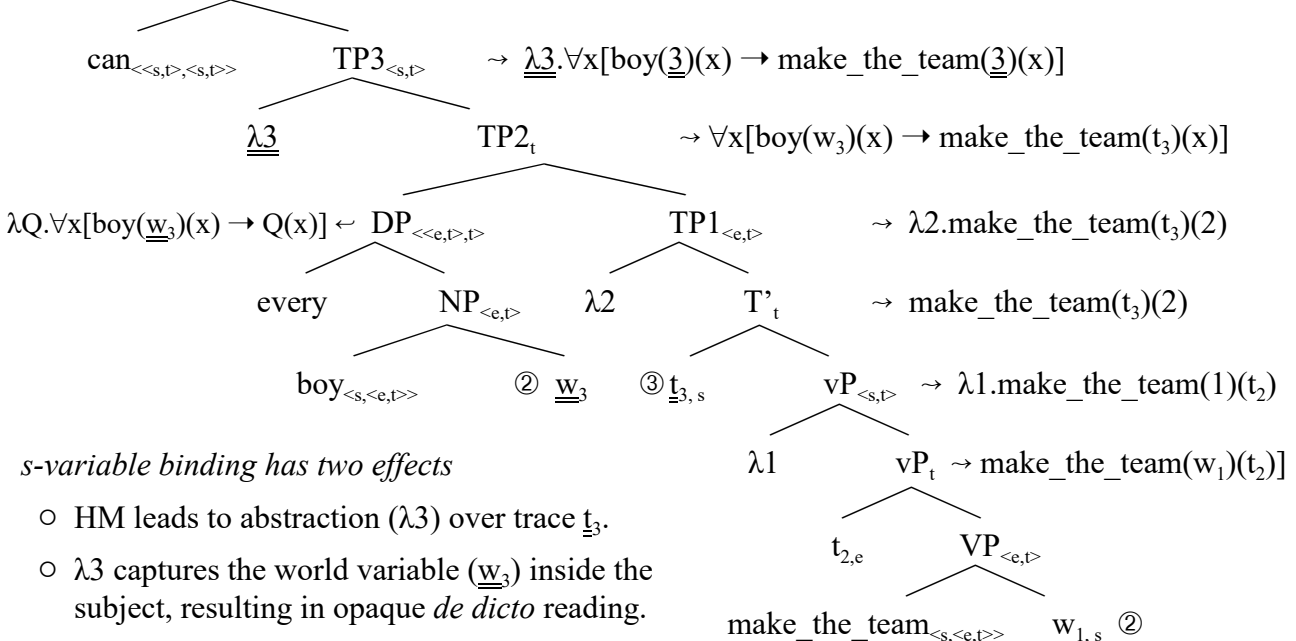 can<<s,t>,<s,t>> TP3<s,t> ⤳ λ3.∀x[boy(3)(x) → make_the_team(3)(x)]
λ3 TP2t ⤳ ∀x[boy(w3)(x) → make_the_team(t3)(x)]
λQ.∀x[boy(w3)(x) → Q(x)] ↩ DP<<e,t>,t> TP1<e,t> ⤳ λ2.make_the_team(t3)(2)
every NP<e,t> λ2 T’t ⤳ make_the_team(t3)(2)
boy<s,<e,t>> ② w3 ③ t3, s vP<s,t> ⤳ λ1.make_the_team(1)(t2)
s-variable binding has two effects λ1 vPt ⤳ make_the_team(w1)(t2)]
○ HM leads to abstraction (λ3) over trace t3.
t2,e VP<e,t>
○ λ3 captures the world variable (w3) inside the
subject, resulting in opaque de dicto reading.
make_the_team<s,<e,t>> w1, s ②